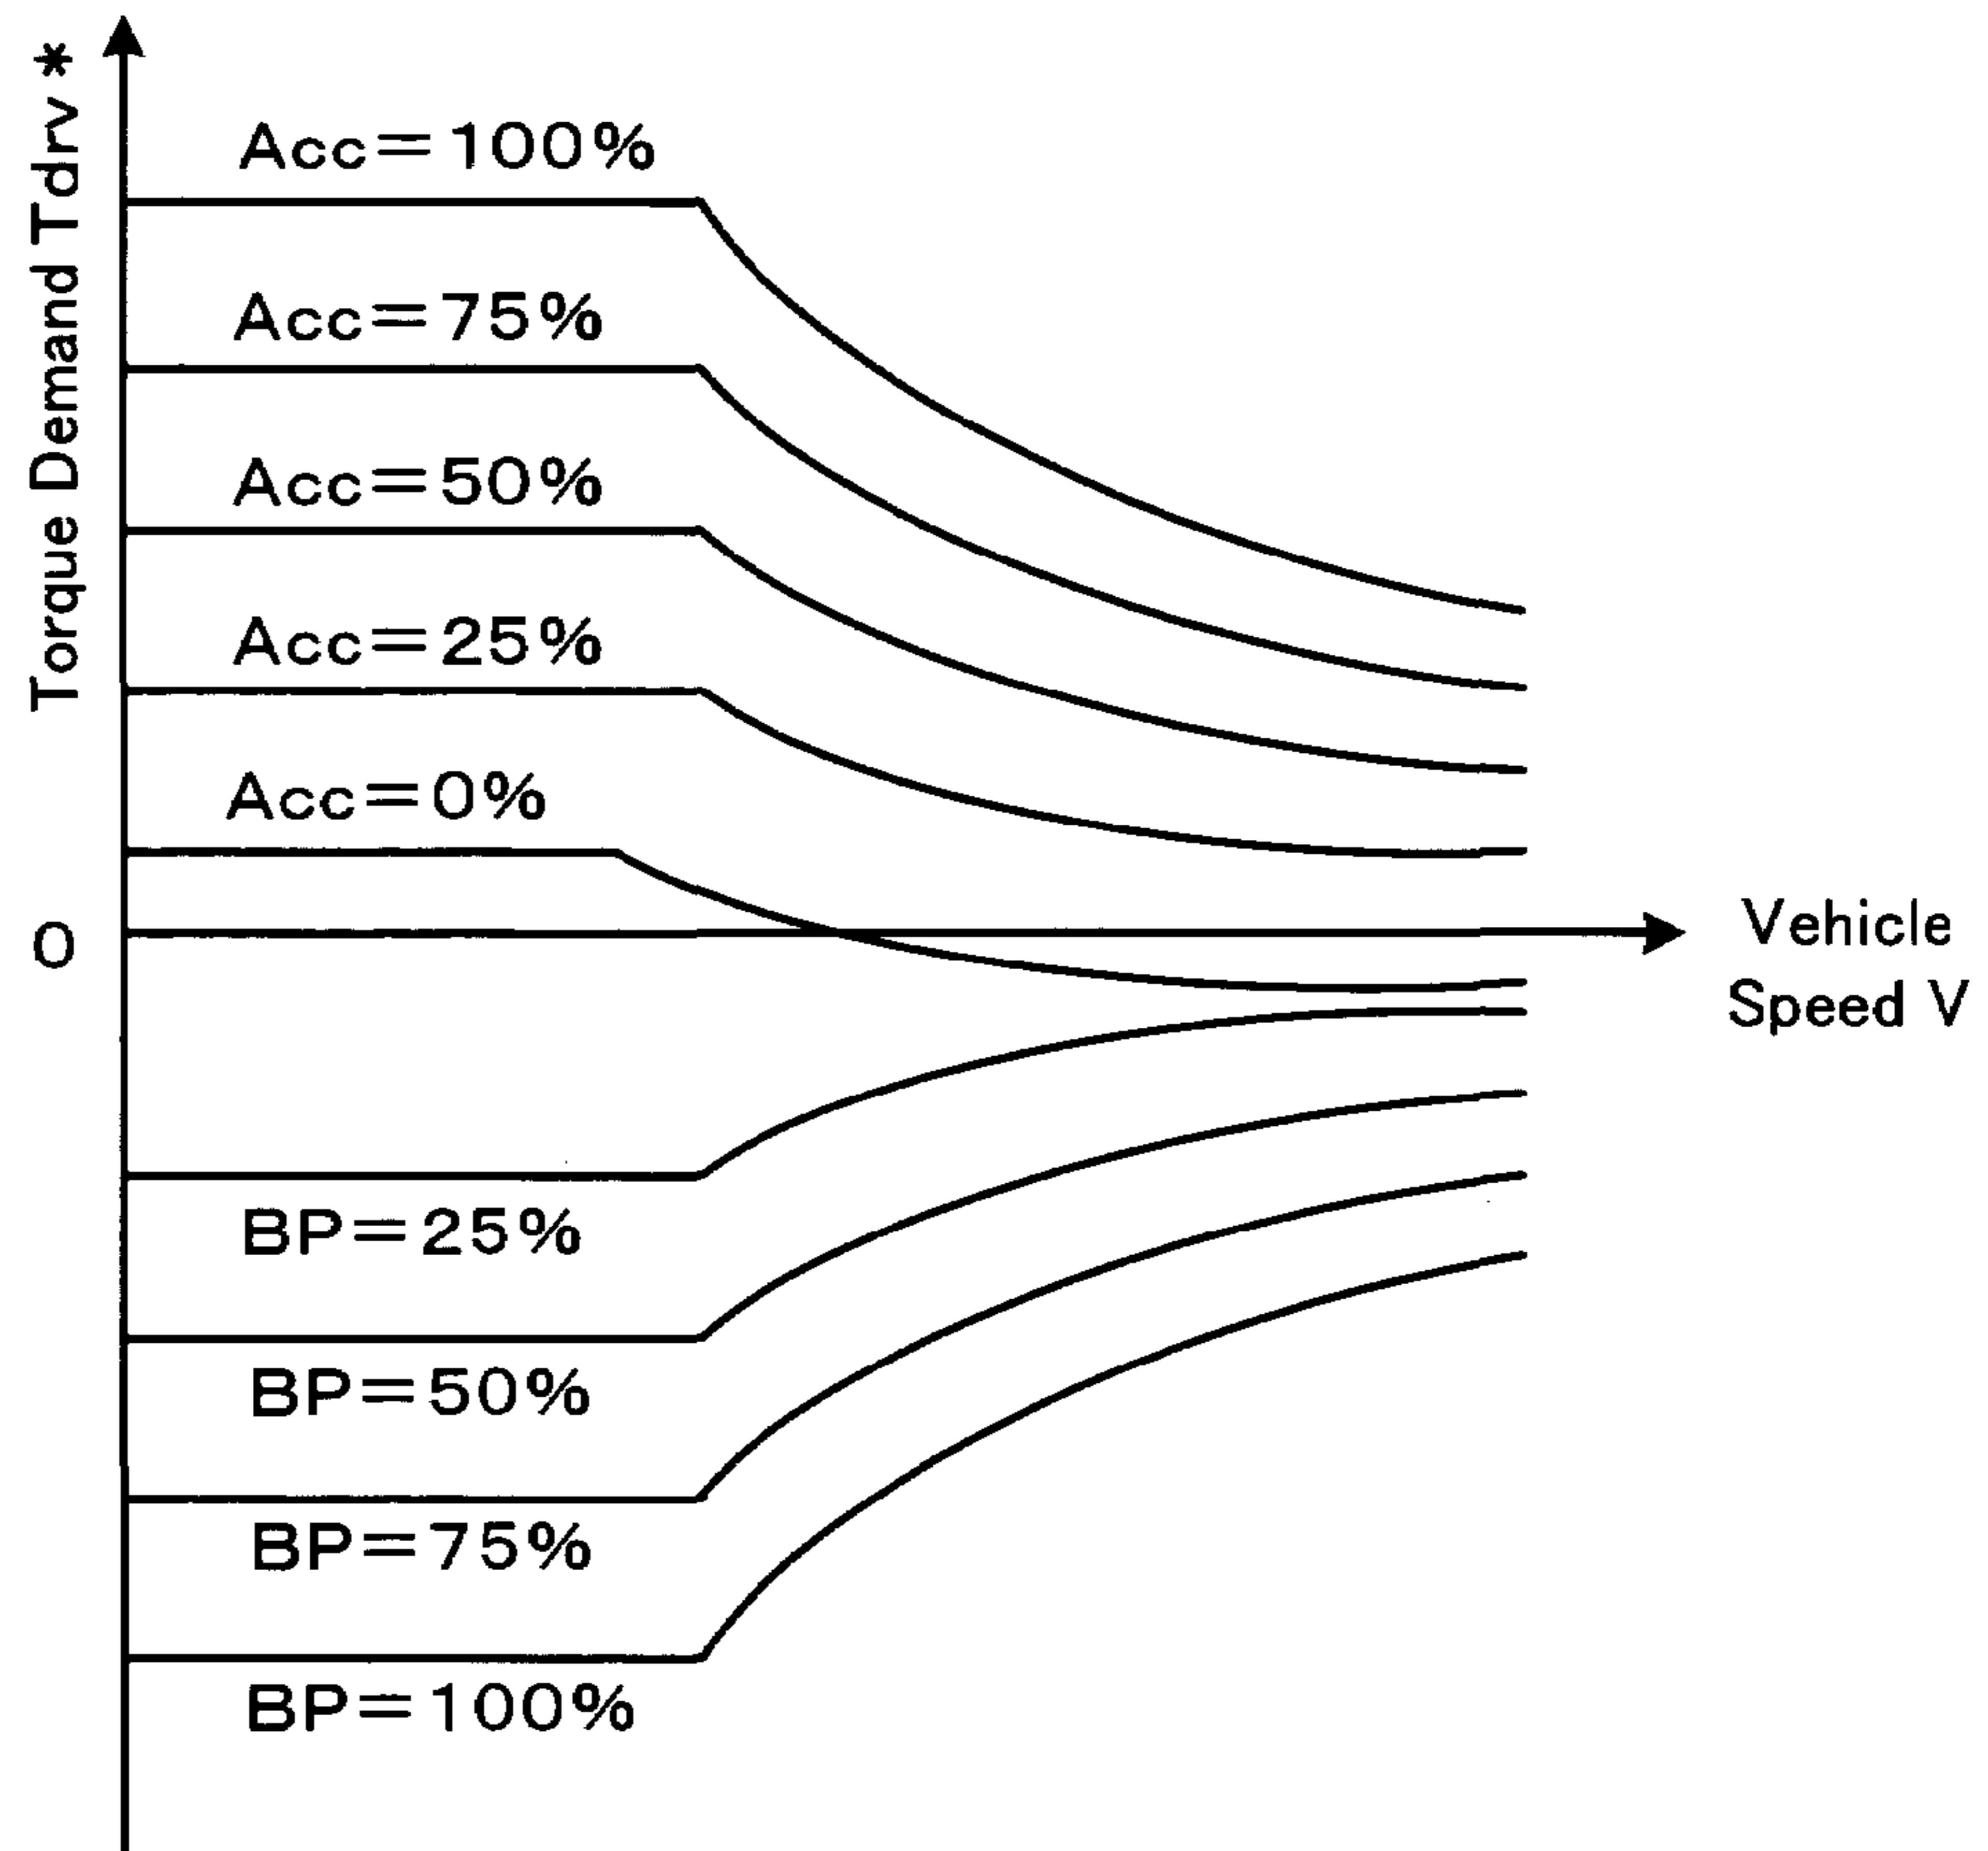 Torque Demand Tdrv *
Acc=100%
Acc=75%
Acc=50%
Acc=25%
Acc=0%
0
Vehicle
Speed V
BP=25%
BP=50%
BP=75%
BP=100%